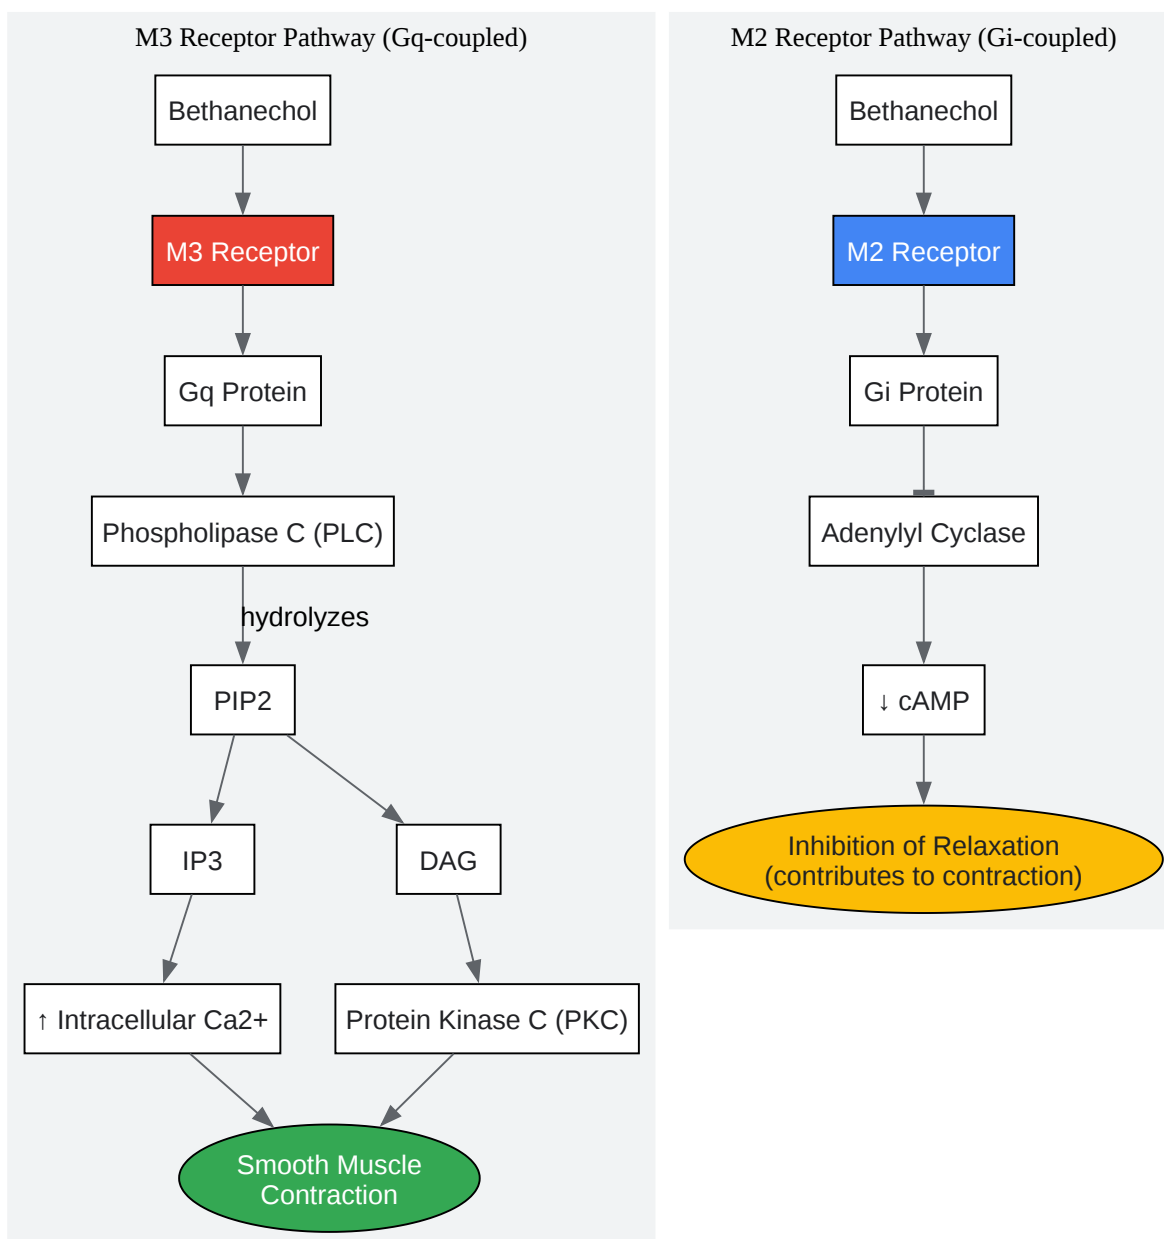 M3 Receptor Pathway (Gq-coupled)
Bethanechol
M3 Receptor
Gq Protein
Phospholipase C (PLC)
hydrolyzes
PIP2
IP3
DAG
↑ Intracellular Ca2+
Protein Kinase C (PKC)
Smooth Muscle
Contraction
M2 Receptor Pathway (Gi-coupled)
Bethanechol
M2 Receptor
Gi Protein
Adenylyl Cyclase
↓ cAMP
Inhibition of Relaxation
(contributes to contraction)